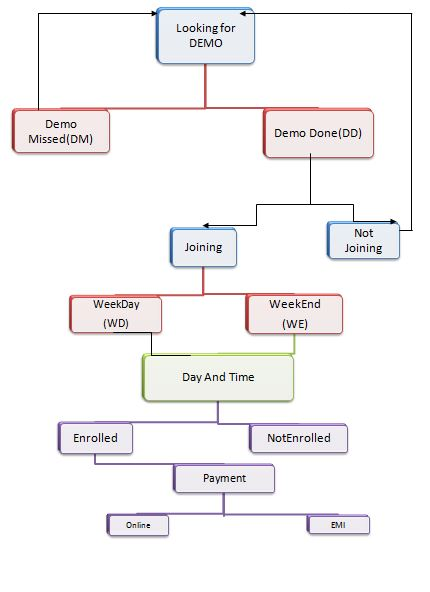 Looking for
DEMO
Demo
Missed(DM)
Demo Done(DD)
Joining
Not
Joining
WeekDay
(WD)
WeekEnd
(WE)
Day And Time
Enrolled
NotEnrolled
Payment
Online
EMI